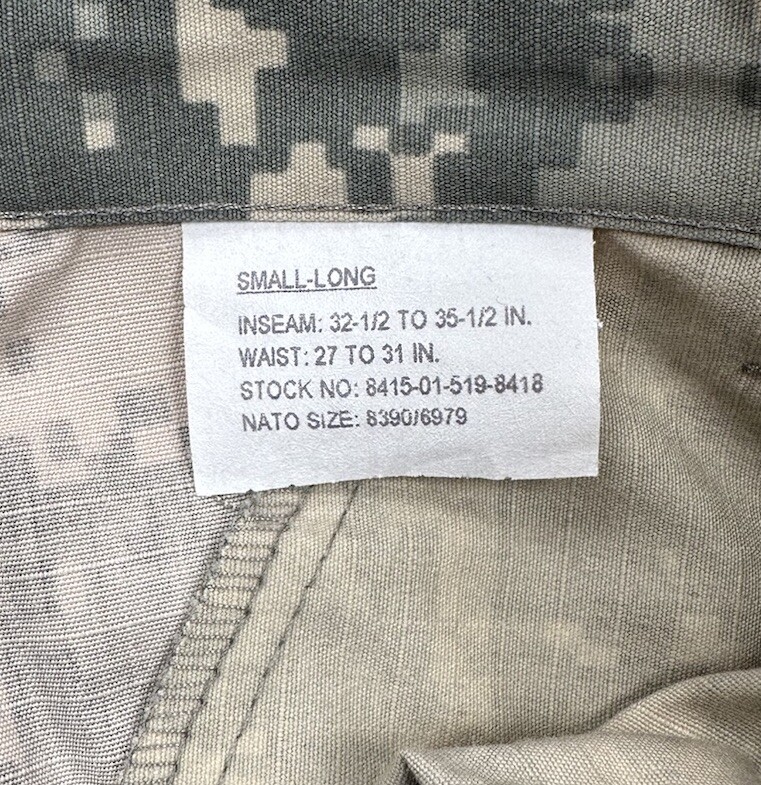 SMALL-LONG
INSEAM: 32-1/2 TO 35-1/2 IN.
WAIST: 27 TO 31 IN.
STOCK NO: 8415-01-519-8418
NATO SIZE: 8390/6979